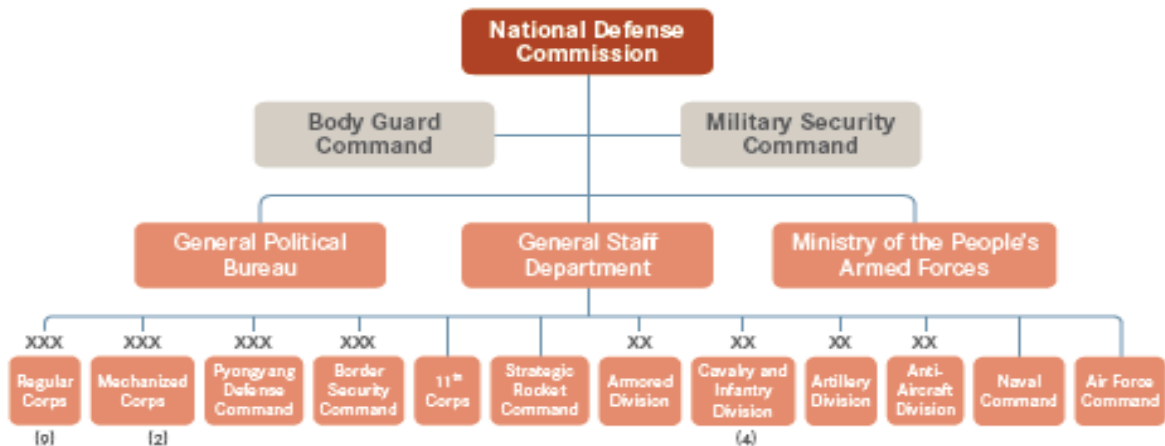 National Defense
Commission
Body Guard
Command
Military Security
Command
General Political
Bureau
General Staff
Department
Ministry of the People's
Armed Forces
XXX
XXX
XXX
XXX
XX
XX
XX
XX
Regular
Corps
Mechanized
Corps
Pyongyang
Defense
Command
Border
Security
Command
11th
Corps
Strategic
Rocket
Command
Armored
Division
Cavalry and
Infantry
Division
Artillery
Division
Anti-
Aircraft
Division
Naval
Command
Air Force
Command
(9)
(2)
(4)